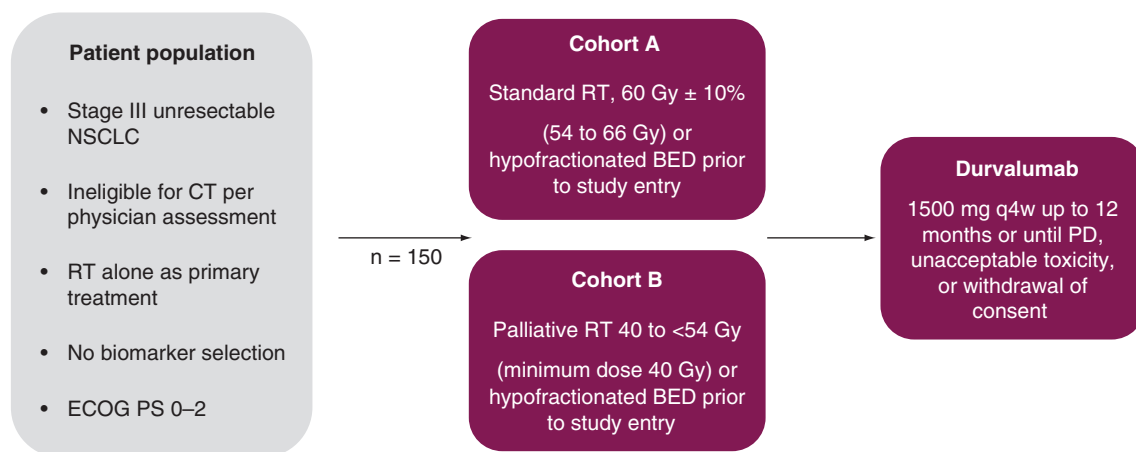 Patient population
• Stage III unresectable
NSCLC
• Ineligible for CT per
physician assessment
• RT alone as primary
treatment
• No biomarker selection
• ECOG PS 0–2
n = 150
Cohort A
Standard RT, 60 Gy ± 10%
(54 to 66 Gy) or
hypofractionated BED prior
to study entry
Cohort B
Palliative RT 40 to <54 Gy
(minimum dose 40 Gy) or
hypofractionated BED prior
to study entry
Durvalumab
1500 mg q4w up to 12
months or until PD,
unacceptable toxicity,
or withdrawal of
consent